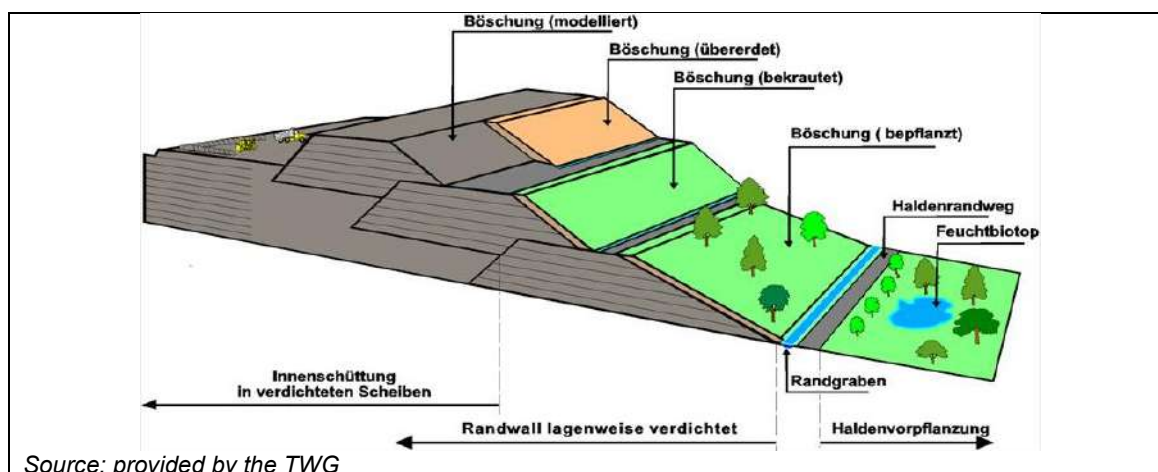 Böschung (modelliert)
Böschung (übererdet)
Böschung (bekrautet)
Böschung ( bepflanzt)
Haldenrandweg
Feuchtbiotop
Randgraben
Innenschüttung
in verdichteten Scheiben
Randwall lagenweise verdichtet
Haldenvorpflanzung
Source: provided by the TWG